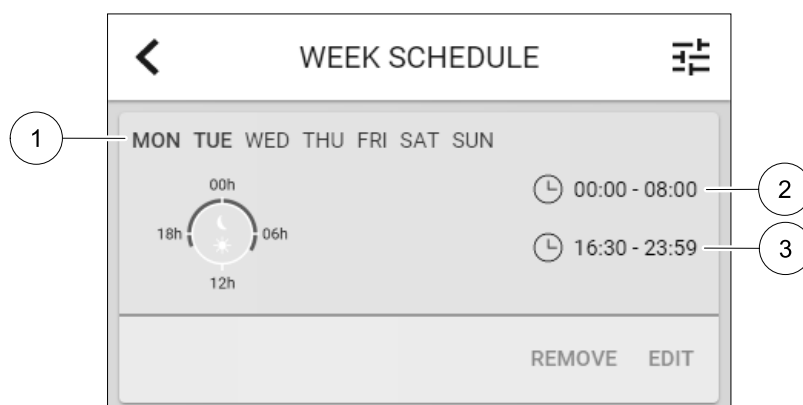 WEEK SCHEDULE
1
MON TUE WED THU FRI SAT SUN
00h
18h
06h
12h
00:00 - 08:00
2
16:30 - 23:59
3
REMOVE EDIT